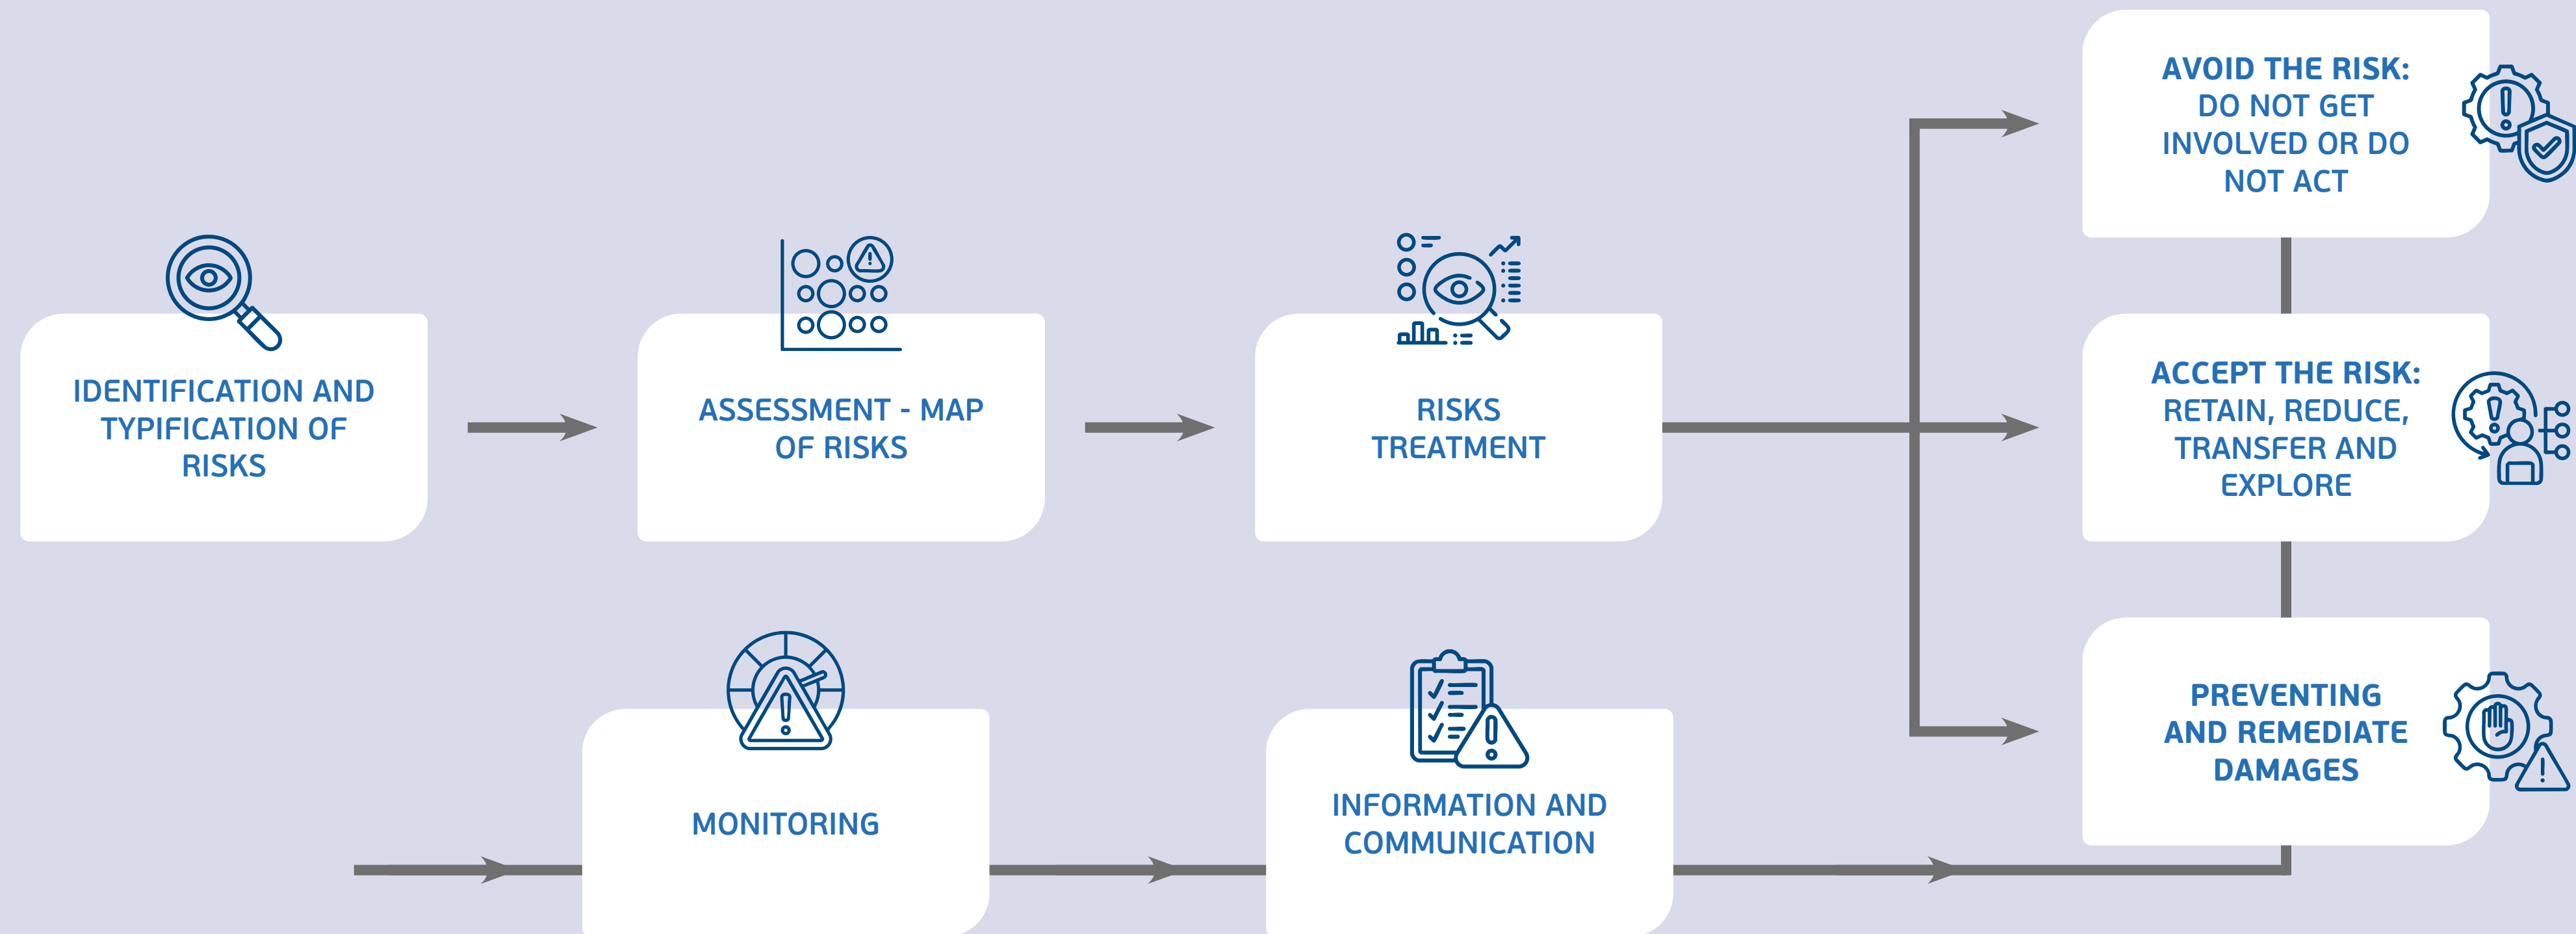 IDENTIFICATION AND
TYPIFICATION OF
RISKS
ASSESSMENT - MAP
OF RISKS
RISKS
TREATMENT
AVOID THE RISK:
DO NOT GET
INVOLVED OR DO
NOT ACT
ACCEPT THE RISK:
RETAIN, REDUCE,
TRANSFER AND
EXPLORE
PREVENTING
AND REMEDIATE
DAMAGES
MONITORING
INFORMATION AND
COMMUNICATION